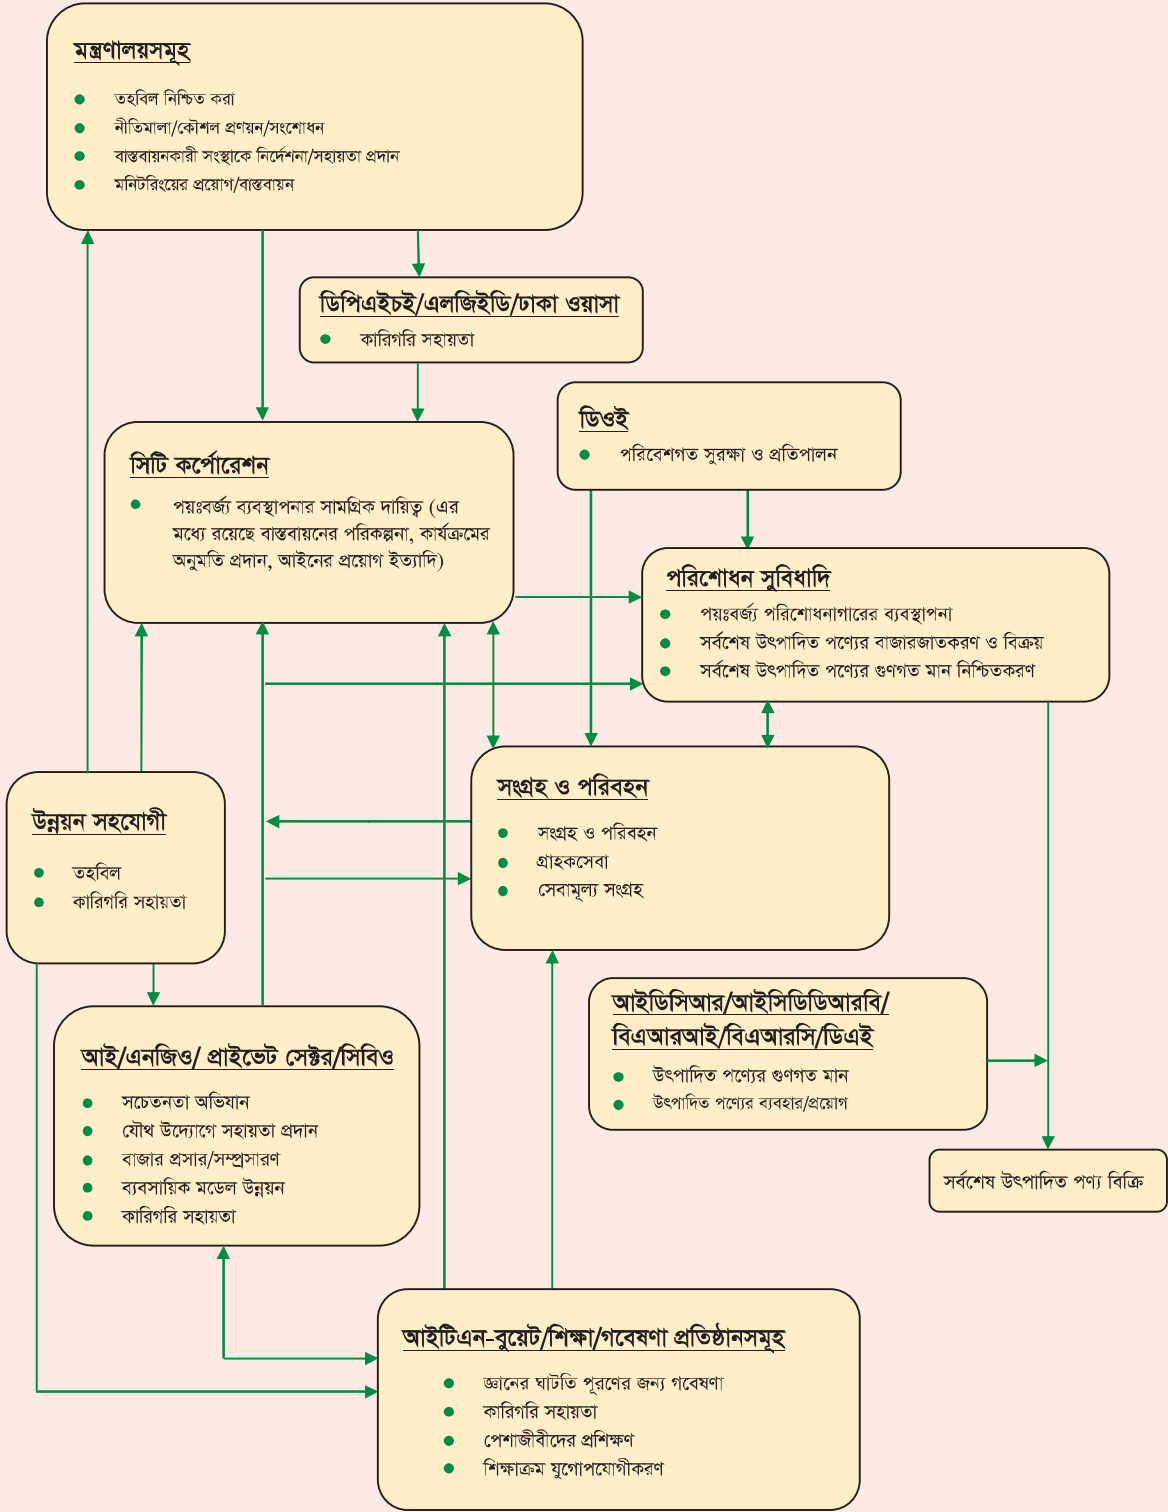 মন্ত্রণালয়সমূহ
তহবিল নিশ্চিত করা
নীতিমালা/কৌশল প্রণয়ন/সংশোধন
বাস্তবায়নকারী সংস্থাকে নির্দেশনা/সহায়তা প্রদান
মনিটরিংয়ের প্রয়োগ/বাস্তবায়ন
ডিপিএইচই/এলজিইডি/ঢাকা ওয়াসা
কারিগরি সহায়তা
ডিওই
পরিবেশগত সুরক্ষা ও প্রতিপালন
সিটি কর্পোরেশন
পয়ঃবর্জ্য ব্যবস্থাপনার সামগ্রিক দায়িত্ব (এর
মধ্যে রয়েছে বাস্তবায়নের পরিকল্পনা, কার্যক্রমের
অনুমতি প্রদান, আইনের প্রয়োগ ইত্যাদি)
পরিশোধন সুবিধাদি
পয়ঃবর্জ্য পরিশোধনাগারের ব্যবস্থাপনা
সর্বশেষ উৎপাদিত পণ্যের বাজারজাতকরণ ও বিক্রয়
সর্বশেষ উৎপাদিত পণ্যের গুণগত মান নিশ্চিতকরণ
সংগ্রহ ও পরিবহন
সংগ্রহ ও পরিবহন
গ্রাহকসেবা
সেবামূল্য সংগ্রহ
উন্নয়ন সহযোগী
তহবিল
কারিগরি সহায়তা
আইডিসিআর/আইসিডিডিআরবি/
বিএআরআই/বিএআরসি/ডিএই
উৎপাদিত পণ্যের গুণগত মান
উৎপাদিত পণ্যের ব্যবহার/প্রয়োগ
আই/এনজিও/ প্রাইভেট সেক্টর/সিবিও
সচেতনতা অভিযান
যৌথ উদ্যোগে সহায়তা প্রদান
বাজার প্রসার/সম্প্রসারণ
ব্যবসায়িক মডেল উন্নয়ন
কারিগরি সহায়তা
সর্বশেষ উৎপাদিত পণ্য বিক্রি
আইটিএন-বুয়েট/শিক্ষা/গবেষণা প্রতিষ্ঠানসমূহ
জ্ঞানের ঘাটতি পূরণের জন্য গবেষণা
কারিগরি সহায়তা
পেশাজীবীদের প্রশিক্ষণ
শিক্ষাক্রম যুগোপযোগীকরণ